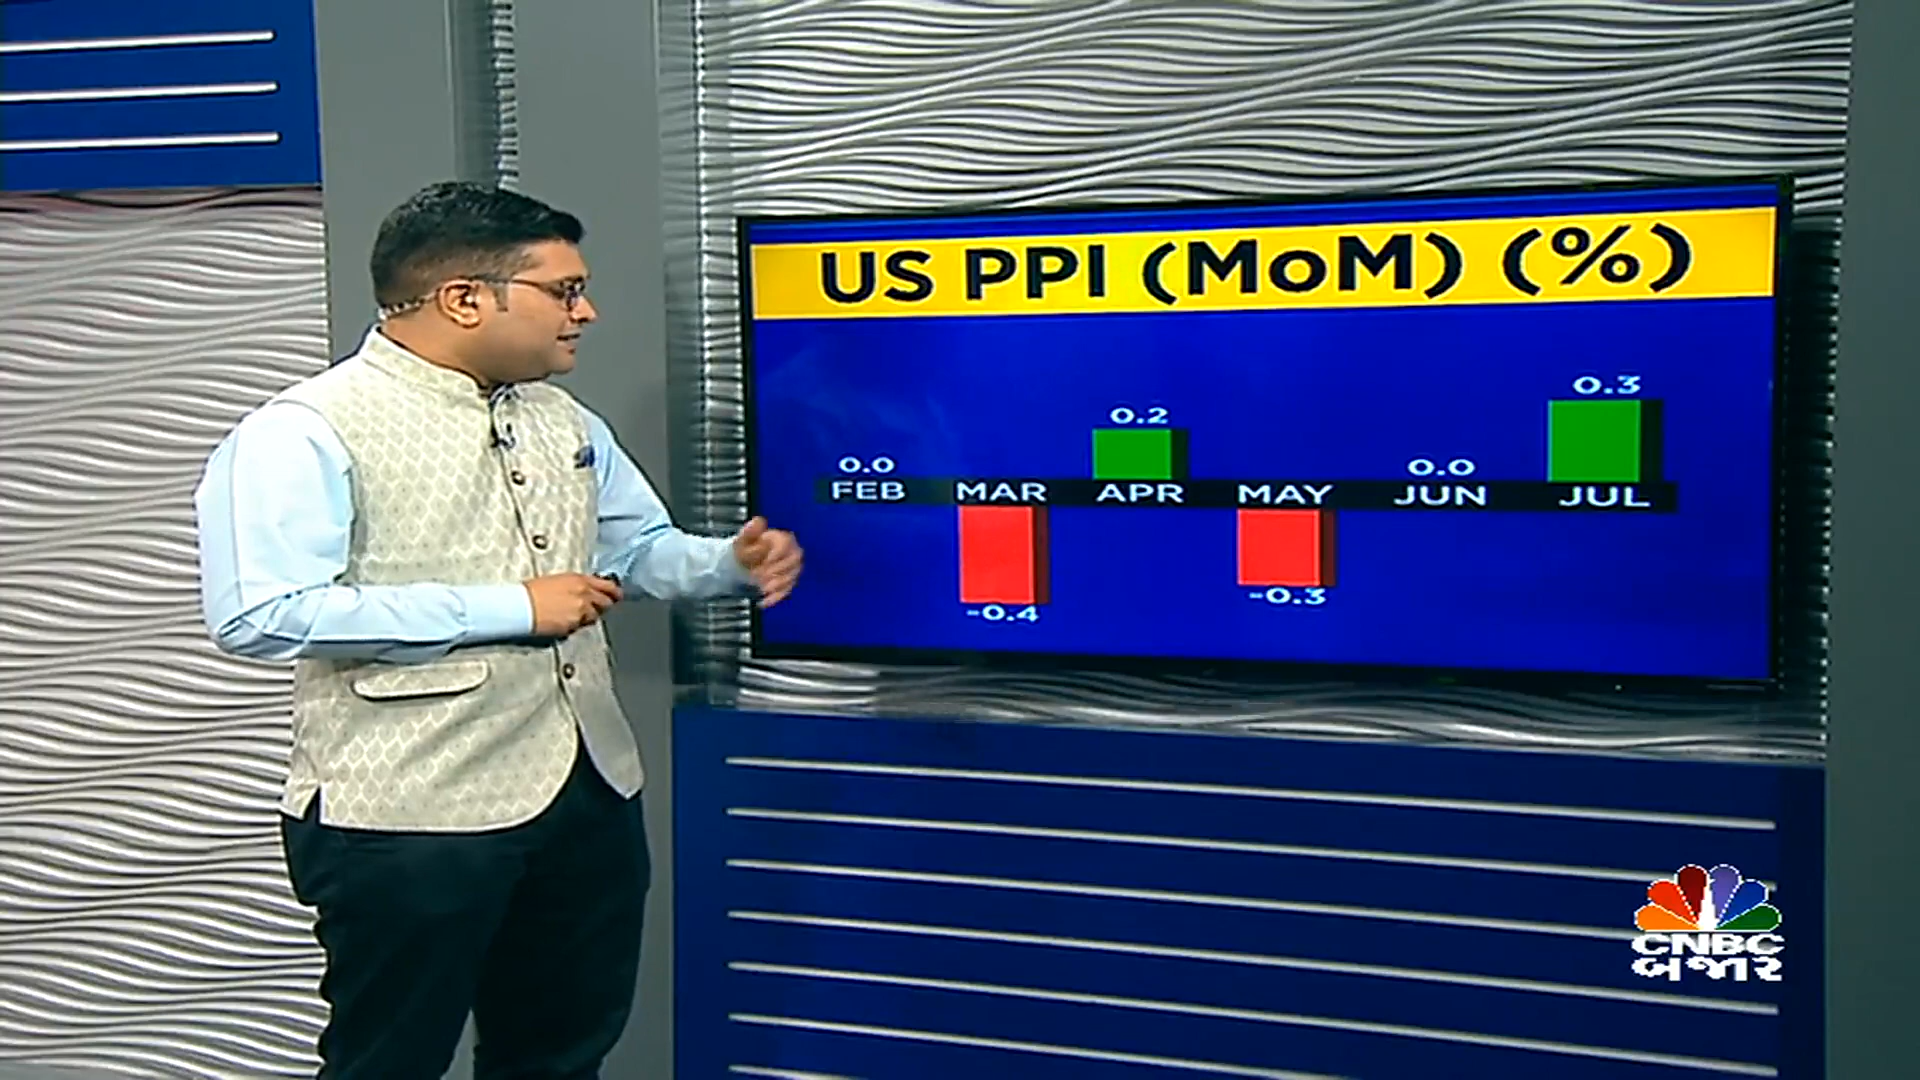 US PPI (MoM) (%)
0.0 -0.4 0.2 -0.3 0.0 0.3
FEB MAR APR MAY JUN JUL
CNBC
બજાર